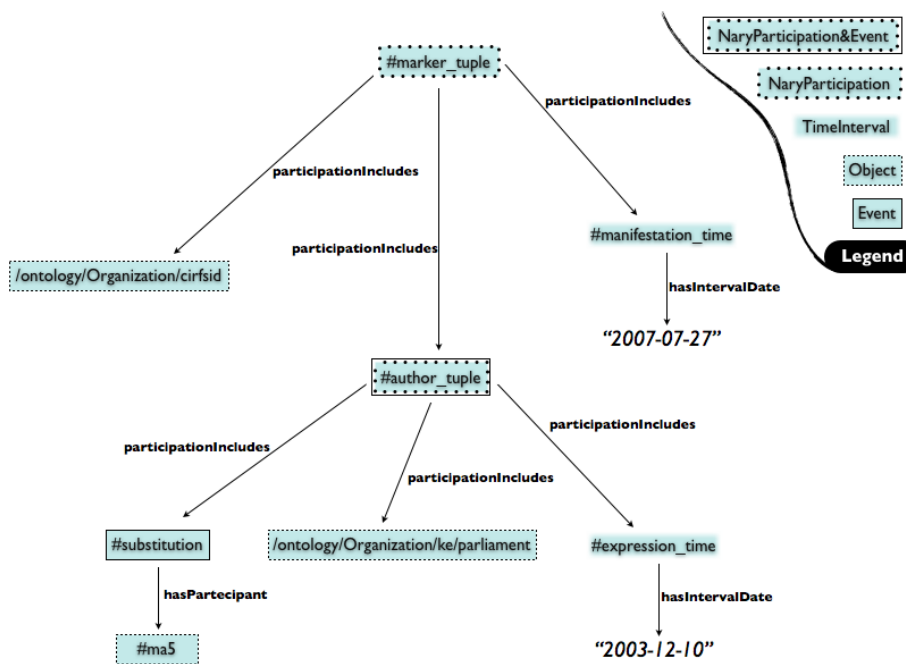 NaryParticipation&Event
#marker_tuple
NaryParticipation
participationIncludes
TimeInterval
participationIncludes
Object
Event
#manifestation_time
participationIncludes
Legend
/ontology/Organization/cirfsid
hasIntervalDate
“2007-07-27”
#author_tuple
participationIncludes
participationIncludes
participationIncludes
#substitution
/ontology/Organization/ke/parliament
#expression_time
hasPartecipant
hasIntervalDate
#ma5
“2003-12-10”